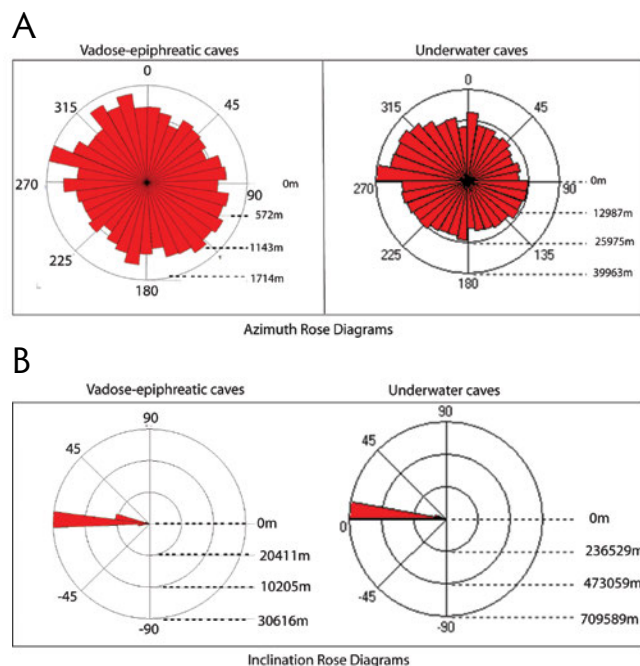 A
Vadose-epiphreatic caves
Underwater caves
0
45
315
270
0m
90
572m
225
1143m
1714m
180
0
45
315
270
0m
90
12987m
25975m
225
135
39963m
180
Azimuth Rose Diagrams
B
Vadose-epiphreatic caves
Underwater caves
90
45
0m
20411m
-45
10205m
30616m
-90
90
45
0
0m
236529m
-45
473059m
709589m
-90
Inclination Rose Diagrams